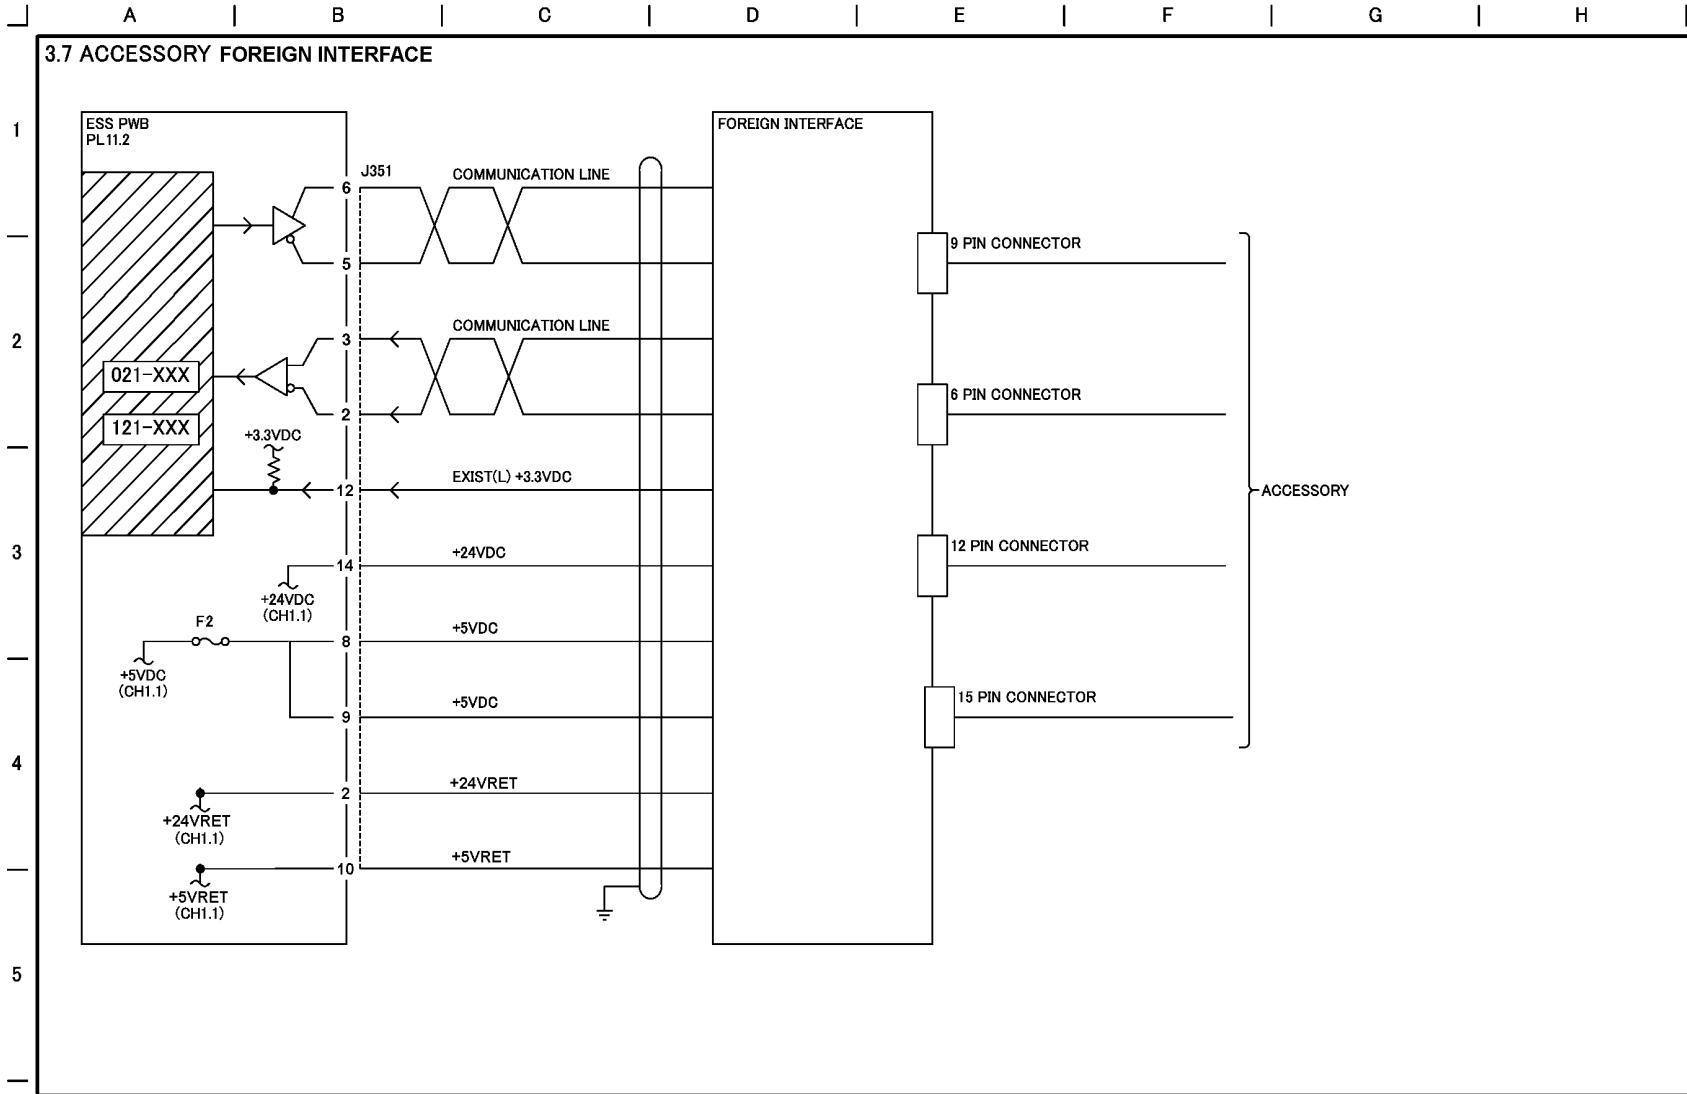 A B C D E F G H
3.7 ACCESSORY FOREIGN INTERFACE
1
ESS PWB
PL11.2
FOREIGN INTERFACE
J351
6
COMMUNICATION LINE
5
9 PIN CONNECTOR
2
3
COMMUNICATION LINE
021-XXX
2
6 PIN CONNECTOR
121-XXX
+3.3VDC
12
EXIST(L) +3.3VDC
ACCESSORY
3
14
+24VDC
12 PIN CONNECTOR
+24VDC
(CH1.1)
F2
8
+5VDC
+5VDC
(CH1.1)
9
+5VDC
15 PIN CONNECTOR
4
2
+24VRET
+24VRET
(CH1.1)
10
+5VRET
+5VRET
(CH1.1)
5